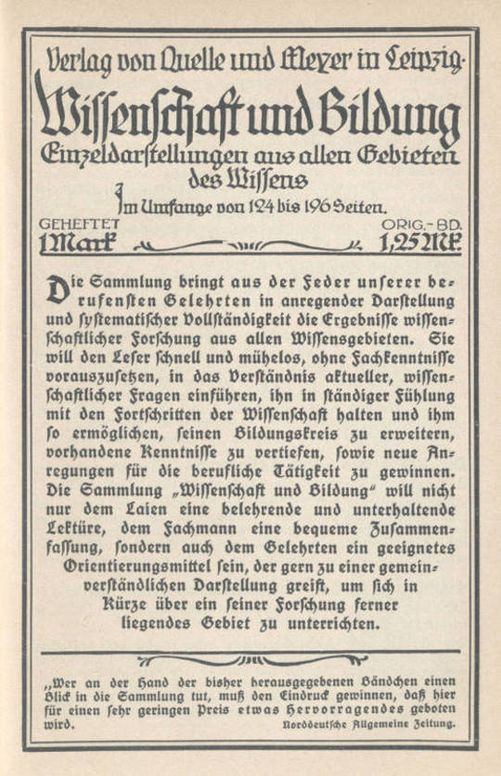 Verlag von Quelle und Meyer in Leipzig.
Wissenschaft und Bildung
Einzeldarstellungen aus allen Gebieten
des Wissens
Im Umfange von 124 bis 196 Seiten.
GEHEFTET ORIG.-BD.
1 Mark 1,25 Mk
Die Sammlung bringt aus der Feder unserer be-
rufensten Gelehrten in anregender Darstellung
und systematischer Vollständigkeit die Ergebnisse wissen-
schaftlicher Forschung aus allen Wissensgebieten. Sie
will den Leser schnell und mühelos, ohne Fachkenntnisse
vorauszusetzen, in das Verständnis aktueller, wissen-
schaftlicher Fragen einführen, ihn in ständiger Fühlung
mit den Fortschritten der Wissenschaft halten und ihm
so ermöglichen, seinen Bildungskreis zu erweitern,
vorhandene Kenntnisse zu vertiefen, sowie neue An-
regungen für die berufliche Tätigkeit zu gewinnen.
Die Sammlung „Wissenschaft und Bildung“ will nicht
nur dem Laien eine belehrende und unterhaltende
Lektüre, dem Fachmann eine bequeme Zusammen-
fassung, sondern auch dem Gelehrten ein geeignetes
Orientierungsmittel sein, der gern zu einer gemein-
verständlichen Darstellung greift, um sich in
Kürze über ein seiner Forschung ferner
liegendes Gebiet zu unterrichten.
„Wer an der Hand der bisher herausgegebenen Bändchen einen
Blick in die Sammlung tut, muß den Eindruck gewinnen, daß hier
für einen sehr geringen Preis etwas Hervorragendes geboten
wird. Norddeutsche Allgemeine Zeitung.